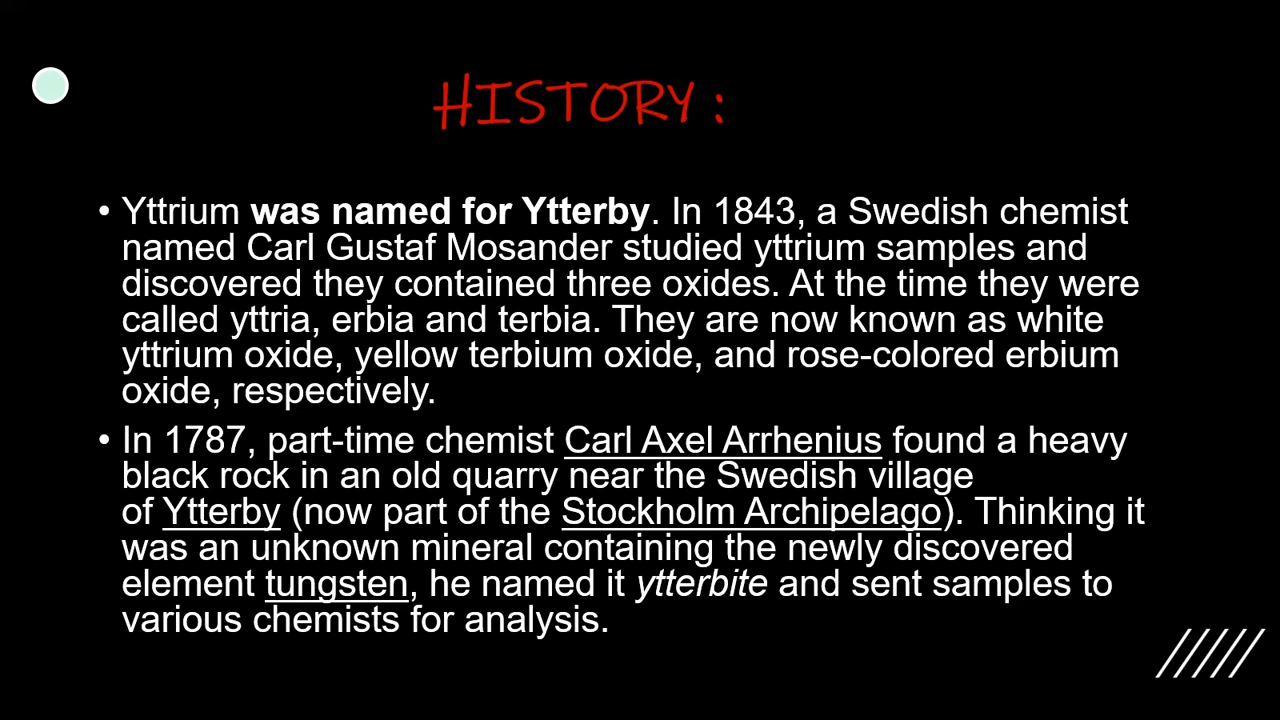 HISTORY :
• Yttrium was named for Ytterby. In 1843, a Swedish chemist
named Carl Gustaf Mosander studied yttrium samples and
discovered they contained three oxides. At the time they were
called yttria, erbia and terbia. They are now known as white
yttrium oxide, yellow terbium oxide, and rose-colored erbium
oxide, respectively.
• In 1787, part-time chemist Carl Axel Arrhenius found a heavy
black rock in an old quarry near the Swedish village
of Ytterby (now part of the Stockholm Archipelago). Thinking it
was an unknown mineral containing the newly discovered
element tungsten, he named it ytterbite and sent samples to
various chemists for analysis.